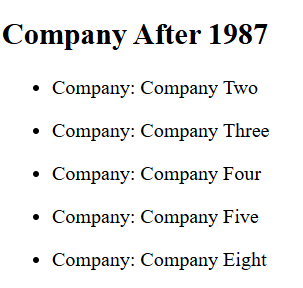 Company After 1987
Company: Company Two
Company: Company Three
Company: Company Four
Company: Company Five
Company: Company Eight